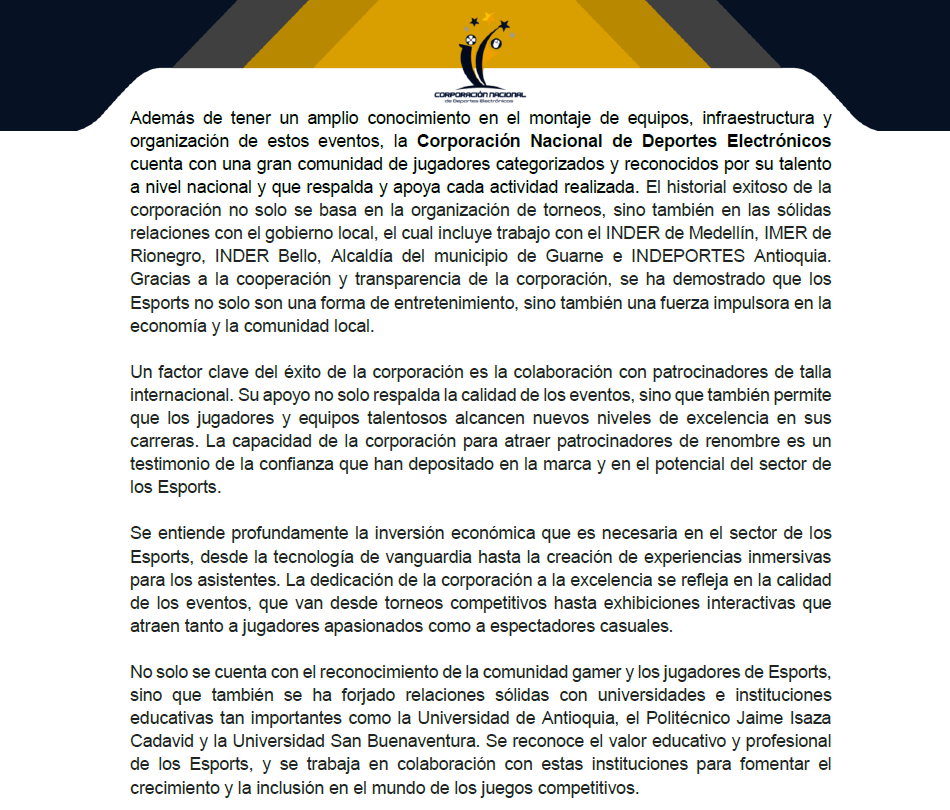 CORPORACIÓN NACIONAL
de Deportes Electrónicos
Además de tener un amplio conocimiento en el montaje de equipos, infraestructura y
organización de estos eventos, la Corporación Nacional de Deportes Electrónicos
cuenta con una gran comunidad de jugadores categorizados y reconocidos por su talento
a nivel nacional y que respalda y apoya cada actividad realizada. El historial exitoso de la
corporación no solo se basa en la organización de torneos, sino también en las sólidas
relaciones con el gobierno local, el cual incluye trabajo con el INDER de Medellín, IMER de
Rionegro, INDER Bello, Alcaldía del municipio de Guarne e INDEPORTES Antioquia.
Gracias a la cooperación y transparencia de la corporación, se ha demostrado que los
Esports no solo son una forma de entretenimiento, sino también una fuerza impulsora en la
economía y la comunidad local.
Un factor clave del éxito de la corporación es la colaboración con patrocinadores de talla
internacional. Su apoyo no solo respalda la calidad de los eventos, sino que también permite
que los jugadores y equipos talentosos alcancen nuevos niveles de excelencia en sus
carreras. La capacidad de la corporación para atraer patrocinadores de renombre es un
testimonio de la confianza que han depositado en la marca y en el potencial del sector de
los Esports.
Se entiende profundamente la inversión económica que es necesaria en el sector de los
Esports, desde la tecnología de vanguardia hasta la creación de experiencias inmersivas
para los asistentes. La dedicación de la corporación a la excelencia se refleja en la calidad
de los eventos, que van desde torneos competitivos hasta exhibiciones interactivas que
atraen tanto a jugadores apasionados como a espectadores casuales.
No solo se cuenta con el reconocimiento de la comunidad gamer y los jugadores de Esports,
sino que también se ha forjado relaciones sólidas con universidades e instituciones
educativas tan importantes como la Universidad de Antioquia, el Politécnico Jaime Isaza
Cadavid y la Universidad San Buenaventura. Se reconoce el valor educativo y profesional
de los Esports, y se trabaja en colaboración con estas instituciones para fomentar el
crecimiento y la inclusión en el mundo de los juegos competitivos.